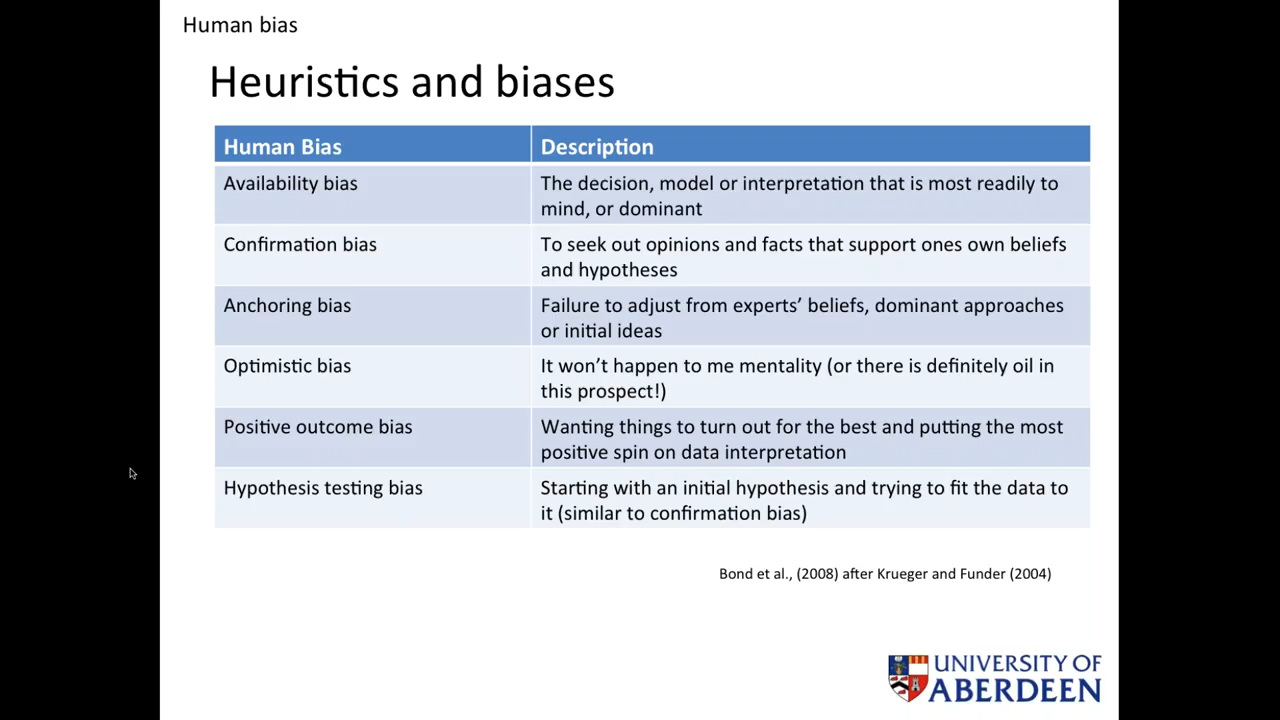 Human bias
Heuristics and biases
Human Bias
Description
Availability bias
The decision, model or interpretation that is most readily to
mind, or dominant
Confirmation bias
To seek out opinions and facts that support ones own beliefs
and hypotheses
Anchoring bias
Failure to adjust from experts’ beliefs, dominant approaches
or initial ideas
Optimistic bias
It won’t happen to me mentality (or there is definitely oil in
this prospect!)
Positive outcome bias
Wanting things to turn out for the best and putting the most
positive spin on data interpretation
Hypothesis testing bias
Starting with an initial hypothesis and trying to fit the data to
it (similar to confirmation bias)
Bond et al., (2008) after Krueger and Funder (2004)
UNIVERSITY OF
ABERDEEN